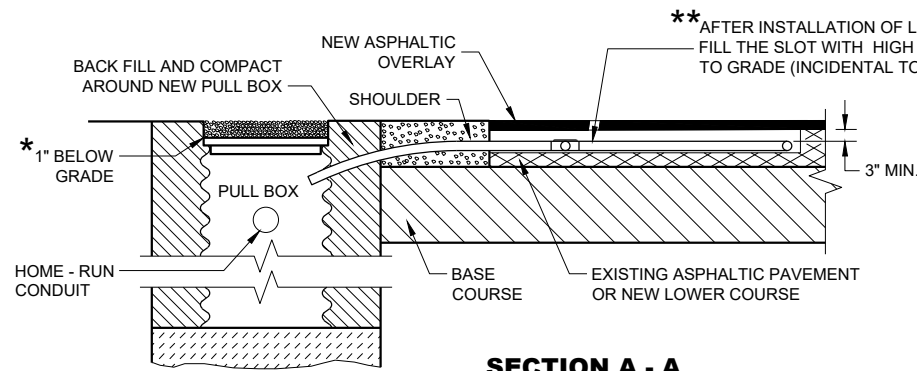 ** AFTER INSTALLATION OF L
FILL THE SLOT WITH HIGH
TO GRADE (INCIDENTAL TO
NEW ASPHALTIC
OVERLAY
BACK FILL AND COMPACT
AROUND NEW PULL BOX
SHOULDER
* 1" BELOW
GRADE
3" MIN.
PULL BOX
HOME - RUN
CONDUIT
BASE
COURSE
EXISTING ASPHALTIC PAVEMENT
OR NEW LOWER COURSE
SECTION A - A